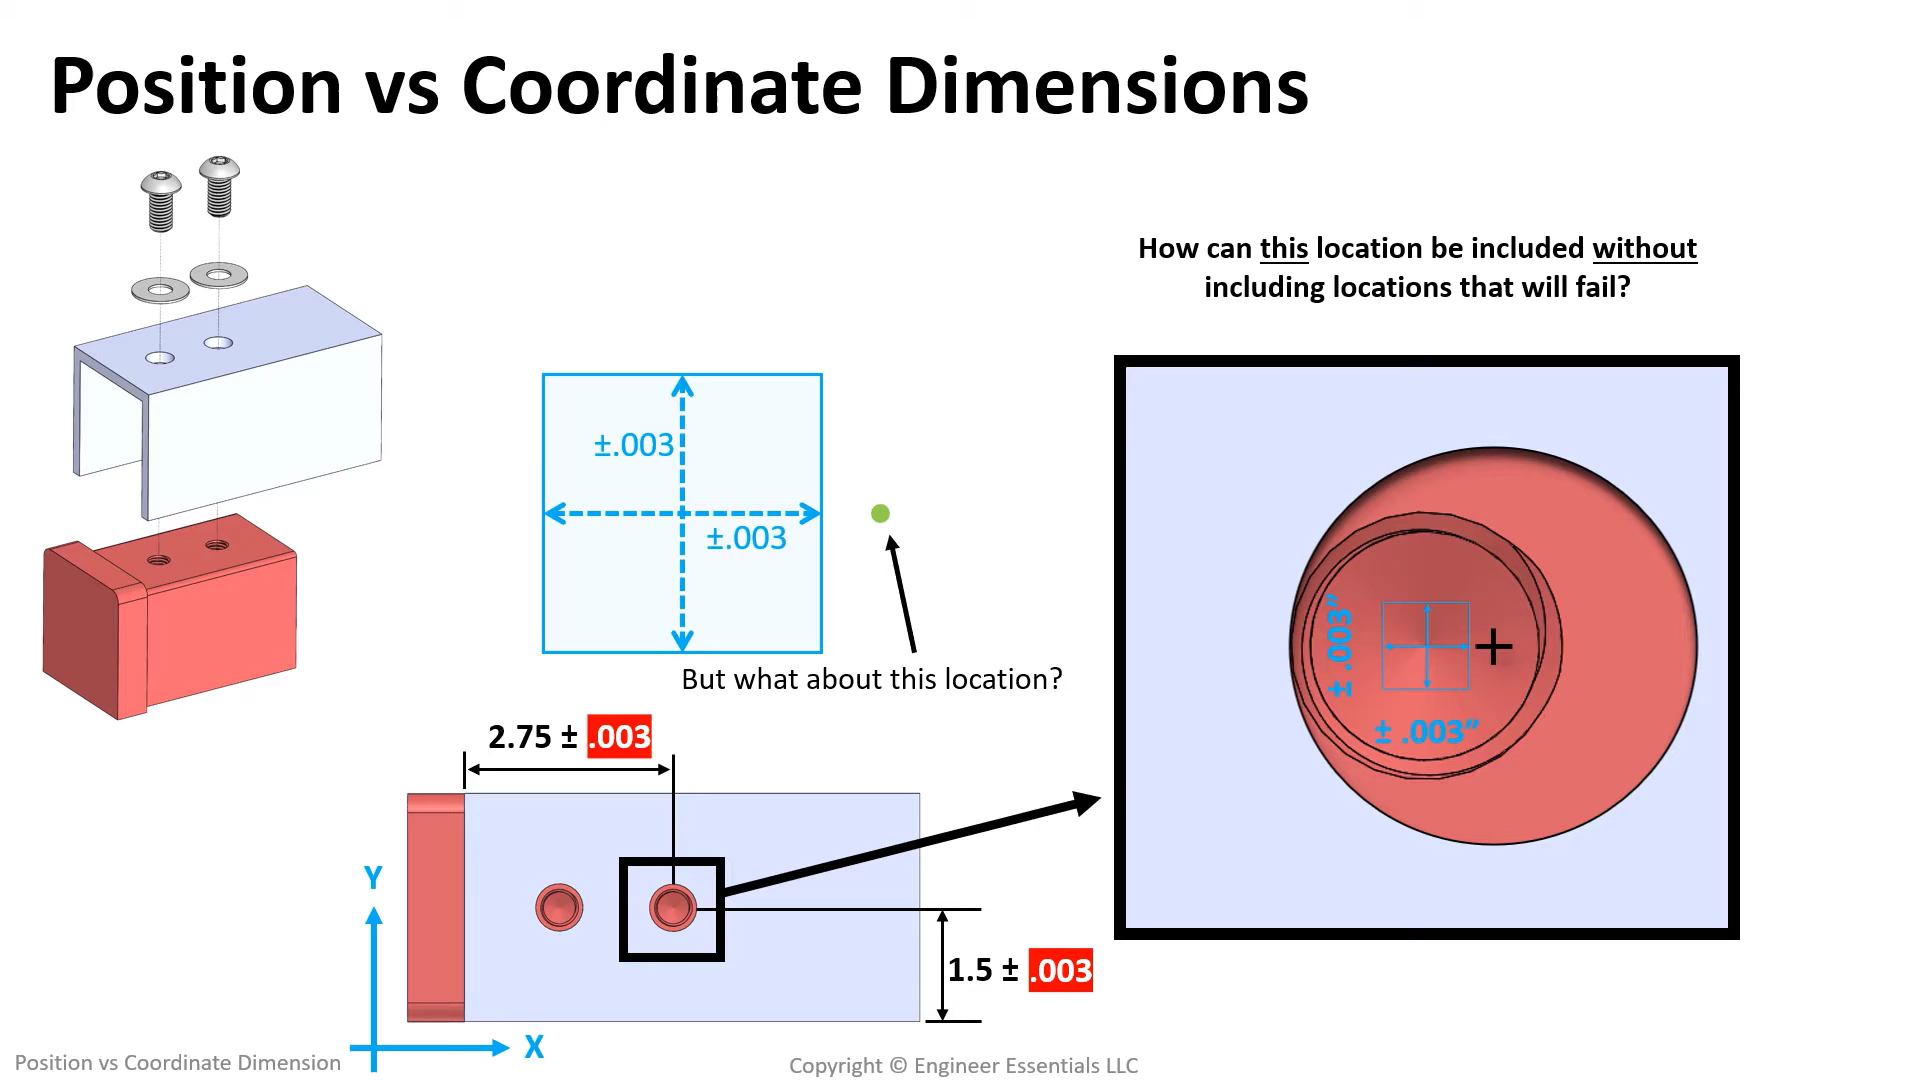 Position vs Coordinate Dimensions
How can this location be included without
including locations that will fail?
±.003
±.003
But what about this location?
± .003”
± .003”
2.75 ± .003
1.5 ± .003
Y
X
Position vs Coordinate Dimension
Copyright © Engineer Essentials LLC